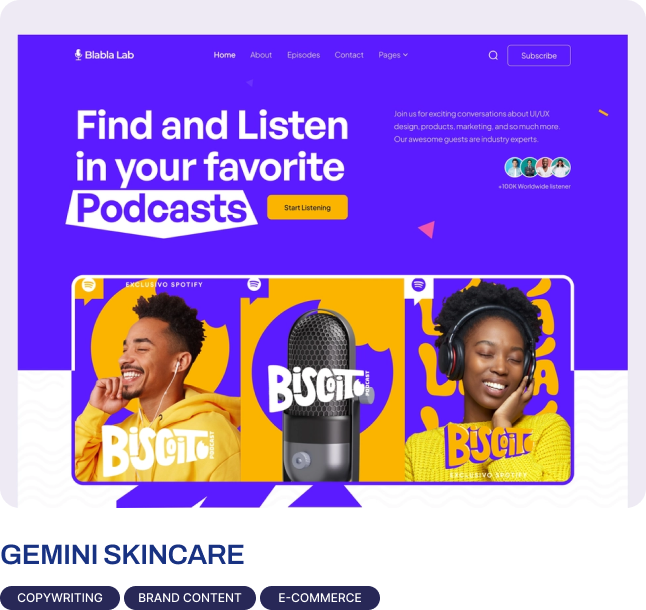 Blabla Lab
Home About Episodes Contact Pages
Subscribe
Find and Listen
in your favorite
Podcasts
Start Listening
Join us for exciting conversations about UI/UX
design, products, marketing, and so much more.
Our awesome guests are industry experts.
+100K Worldwide listener
EXCLUSIVO SPOTIFY
BISCOITO
PODCAST
BISCOITO
PODCAST
BISCOITO
EXCLUSIVO SPOTIFY
GEMINI SKINCARE
COPYWRITING
BRAND CONTENT
E-COMMERCE